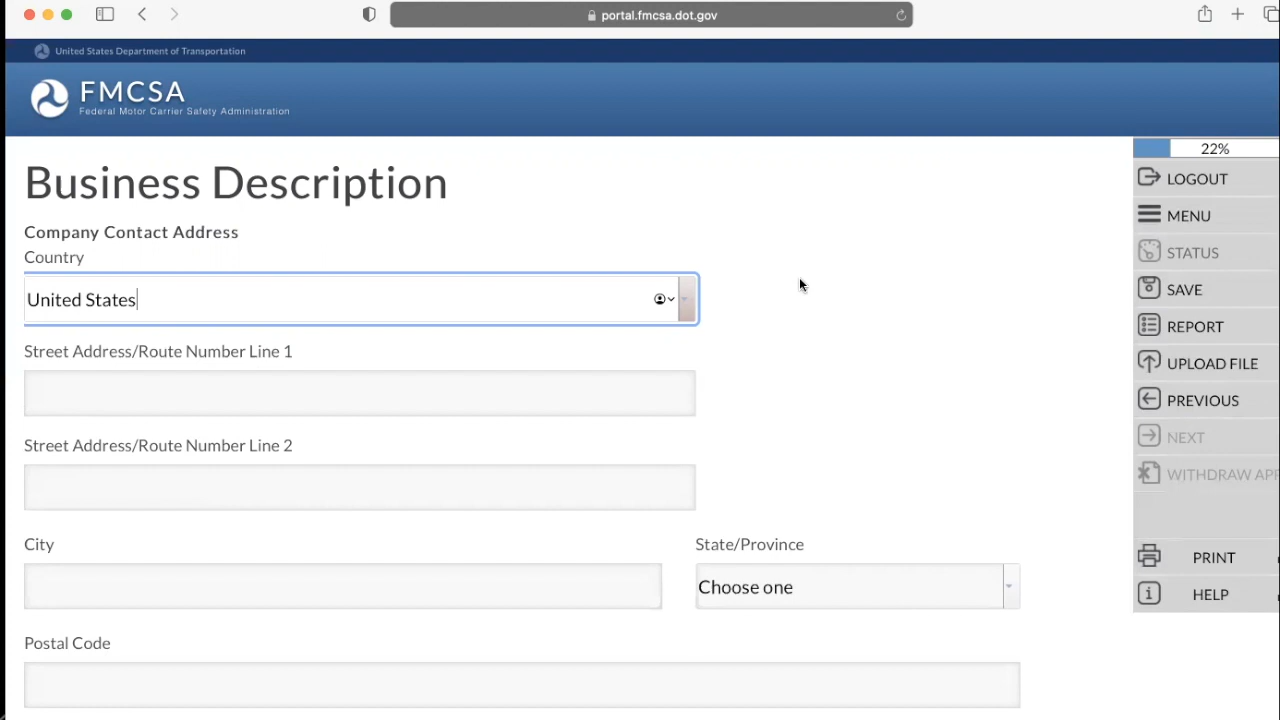 portal.fmcsa.dot.gov
United States Department of Transportation
FMCSA
Federal Motor Carrier Safety Administration
22%
Business Description
LOGOUT
MENU
Company Contact Address
Country
STATUS
United States
SAVE
REPORT
Street Address/Route Number Line 1
UPLOAD FILE
PREVIOUS
Street Address/Route Number Line 2
NEXT
WITHDRAW APP
City
State/Province
PRINT
Choose one
HELP
Postal Code